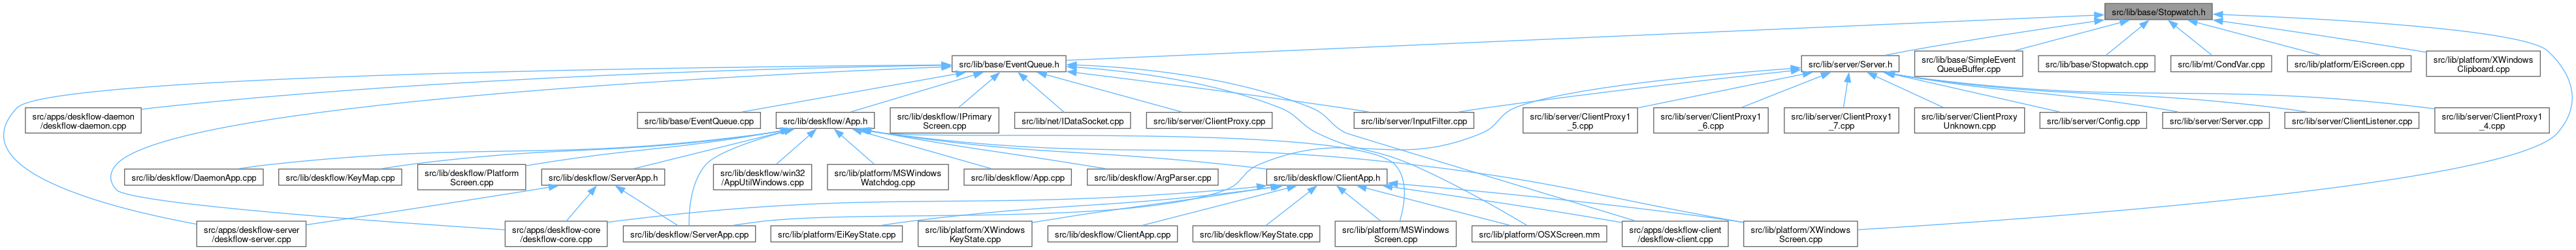 src/lib/base/Stopwatch.h
src/lib/base/EventQueue.h
src/lib/server/Server.h
src/lib/base/SimpleEvent
QueueBuffer.cpp
src/lib/base/Stopwatch.cpp
src/lib/mt/CondVar.cpp
src/lib/platform/EiScreen.cpp
src/lib/platform/XWindows
Clipboard.cpp
src/apps/deskflow-daemon
/deskflow-daemon.cpp
src/lib/base/EventQueue.cpp
src/lib/deskflow/App.h
src/lib/deskflow/IPrimary
Screen.cpp
src/lib/net/IDataSocket.cpp
src/lib/server/ClientProxy.cpp
src/lib/server/InputFilter.cpp
src/lib/server/ClientProxy1
_5.cpp
src/lib/server/ClientProxy1
_6.cpp
src/lib/server/ClientProxy1
_7.cpp
src/lib/server/ClientProxy
Unknown.cpp
src/lib/server/Config.cpp
src/lib/server/Server.cpp
src/lib/server/ClientListener.cpp
src/lib/server/ClientProxy1
_4.cpp
src/lib/deskflow/DaemonApp.cpp
src/lib/deskflow/KeyMap.cpp
src/lib/deskflow/Platform
Screen.cpp
src/lib/deskflow/ServerApp.h
src/lib/deskflow/win32
/AppUtilWindows.cpp
src/lib/platform/MSWindows
Watchdog.cpp
src/lib/deskflow/App.cpp
src/lib/deskflow/ArgParser.cpp
src/lib/deskflow/ClientApp.h
src/apps/deskflow-server
/deskflow-server.cpp
src/apps/deskflow-core
/deskflow-core.cpp
src/lib/deskflow/ServerApp.cpp
src/lib/platform/EiKeyState.cpp
src/lib/platform/XWindows
KeyState.cpp
src/lib/deskflow/ClientApp.cpp
src/lib/deskflow/KeyState.cpp
src/lib/platform/MSWindows
Screen.cpp
src/lib/platform/OSXScreen.mm
src/apps/deskflow-client
/deskflow-client.cpp
src/lib/platform/XWindows
Screen.cpp